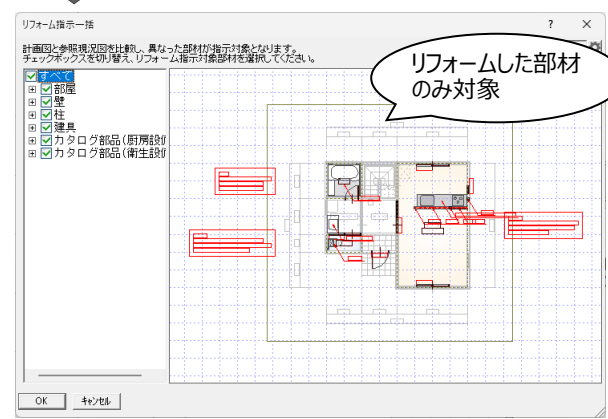 リフォーム指示一括
?
×
計画図と参照現況図を比較し、異なった部材が指示対象となります。
チェックボックスを切り替え、リフォーム指示対象部材を選択してください。
リフォームした部材
のみ対象
すべて
部屋
壁
柱
建具
カタログ部品(厨房設
カタログ部品(衛生設
OK
キャンセル